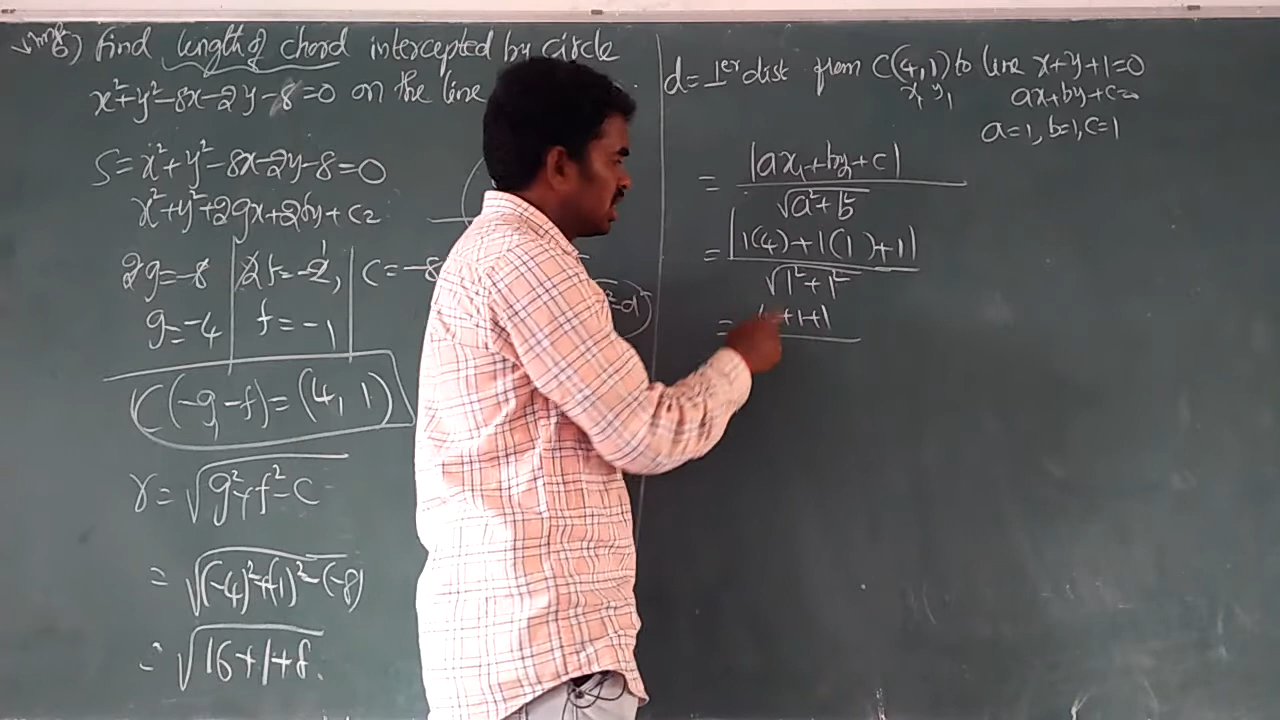 6) Find length of chord intercepted by circle
x²+y²-8x-2y-8=0 on the line
S=x²+y²-8x-2y-8=0
x²+y²+2gx+2fy+c=
2g=-8 | 2f=-2, | c=-8
g=-4 | f=-1
C(-g,-f)=(4, 1)
r=√g²+f²-c
=√(-4)²+(-1)²-(-8)
=√16+1+8.
d=⊥er dist from C(4,1) to line x+y+1=0
x₁ y₁ ax+by+c=0
a=1, b=1, c=1
= |ax₁+by₁+c|
√a²+b²
= |1(4)+1(1)+1|
√1²+1²
= 4+1+1